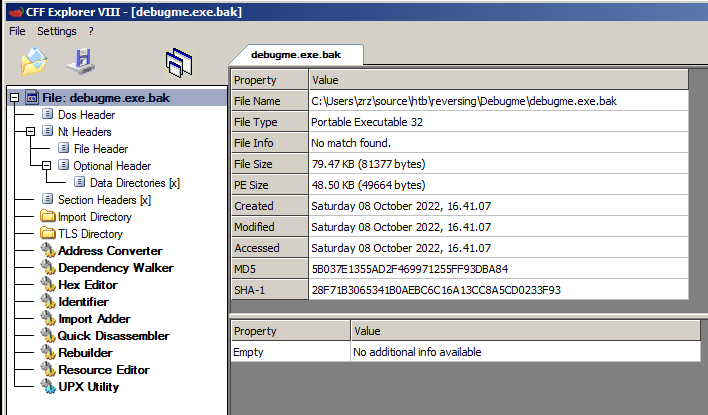 CFF Explorer VIII - [debugme.exe.bak]
File Settings ?
debugme.exe.bak
File: debugme.exe.bak
Dos Header
Nt Headers
File Header
Optional Header
Data Directories [x]
Section Headers [x]
Import Directory
TLS Directory
Address Converter
Dependency Walker
Hex Editor
Identifier
Import Adder
Quick Disassembler
Rebuilder
Resource Editor
UPX Utility
Property Value
File Name C:\Users\zrz\source\htb\reversing\Debugme\debugme.exe.bak
File Type Portable Executable 32
File Info No match found.
File Size 79.47 KB (81377 bytes)
PE Size 48.50 KB (49664 bytes)
Created Saturday 08 October 2022, 16.41.07
Modified Saturday 08 October 2022, 16.41.07
Accessed Saturday 08 October 2022, 16.41.07
MD5 5B037E1355AD2F469971255FF93DBA84
SHA-1 28F71B3065341B0AEBC6C16A13CC8A5CD0233F93
Property Value
Empty No additional info available